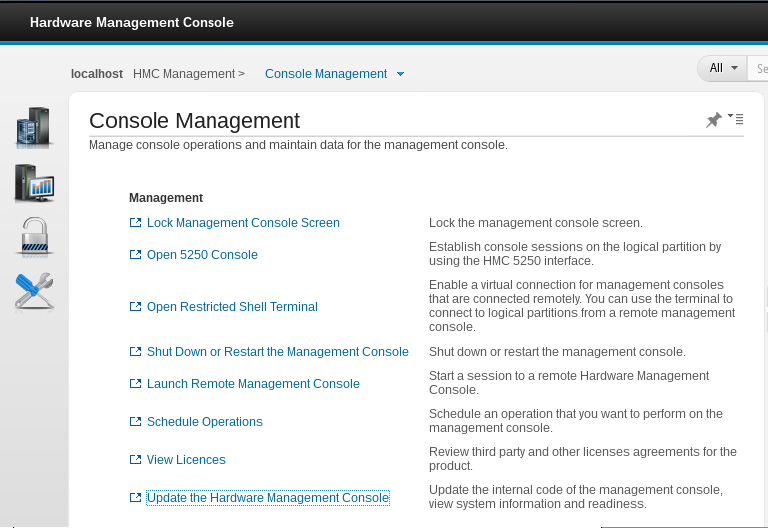 Hardware Management Console
localhost HMC Management > Console Management
All Se
Console Management
Manage console operations and maintain data for the management console.
Management
Lock Management Console Screen
Lock the management console screen.
Open 5250 Console
Establish console sessions on the logical partition by
using the HMC 5250 interface.
Open Restricted Shell Terminal
Enable a virtual connection for management consoles
that are connected remotely. You can use the terminal to
connect to logical partitions from a remote management
console.
Shut Down or Restart the Management Console
Shut down or restart the management console.
Launch Remote Management Console
Start a session to a remote Hardware Management
Console.
Schedule Operations
Schedule an operation that you want to perform on the
management console.
View Licences
Review third party and other licenses agreements for the
product.
Update the Hardware Management Console
Update the internal code of the management console,
view system information and readiness.